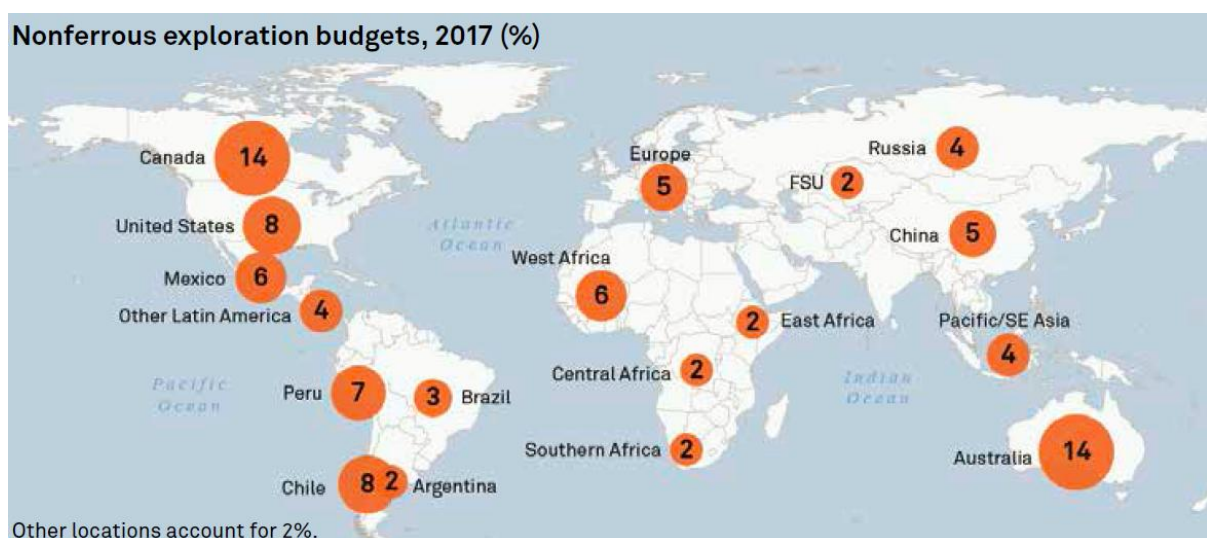 Nonferrous exploration budgets, 2017 (%)
Canada 14
United States 8
Mexico 6
Other Latin America 4
Peru 7
3 Brazil
Chile 8
2 Argentina
Atlantic
Ocean
Pacific
Ocean
Europe
5
West Africa
6
2 East Africa
Central Africa 2
Southern Africa 2
Russia 4
FSU 2
China 5
Pacific/SE Asia
4
Indian
Ocean
Australia 14
Other locations account for 2%.